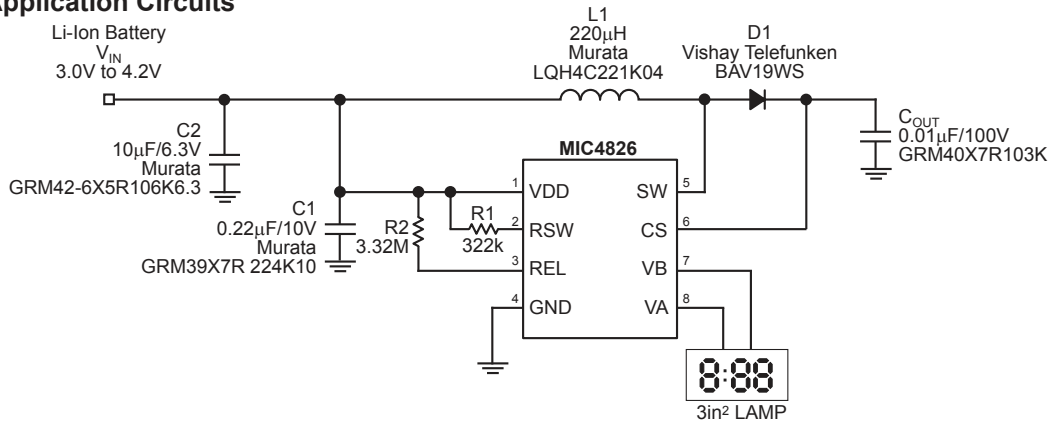 Application Circuits
Li-Ion Battery
VIN
3.0V to 4.2V
L1
220µH
Murata
LQH4C221K04
D1
Vishay Telefunken
BAV19WS
C2
10µF/6.3V
Murata
GRM42-6X5R106K6.3
COUT
0.01µF/100V
GRM40X7R103K
C1
0.22µF/10V
Murata
GRM39X7R 224K10
R2
3.32M
R1
322k
MIC4826
1 VDD
2 RSW
3 REL
4 GND
SW 5
CS 6
VB 7
VA 8
8:88
3in² LAMP